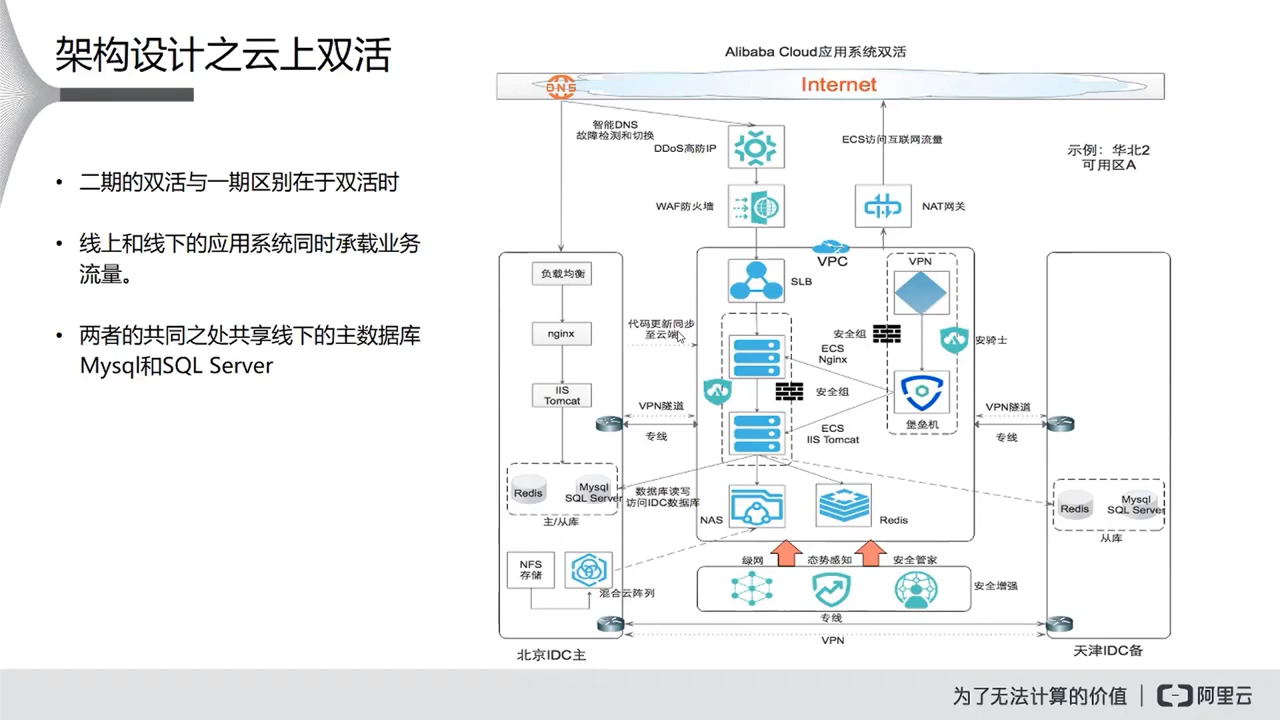 架构设计之云上双活
• 二期的双活与一期区别在于双活时
• 线上和线下的应用系统同时承载业务
流量。
• 两者的共同之处共享线下的主数据库
Mysql和SQL Server
Alibaba Cloud应用系统双活
DNS
Internet
智能DNS
故障检测和切换
DDoS高防IP
ECS访问互联网流量
示例：华北2
可用区A
WAF防火墙
NAT网关
VPC
VPN
SLB
负载均衡
nginx
IIS
Tomcat
代码更新同步
至云端
安全组
ECS
Nginx
安骑士
安全组
VPN隧道
专线
ECS
IIS Tomcat
堡垒机
VPN隧道
专线
Redis
Mysql
SQL Server
主/从库
数据库读写
访问IDC数据库
NAS
Redis
Redis
Mysql
SQL Server
从库
NFS
存储
混合云阵列
绿网
态势感知
安全管家
安全增强
专线
VPN
北京IDC主
天津IDC备
为了无法计算的价值
阿里云